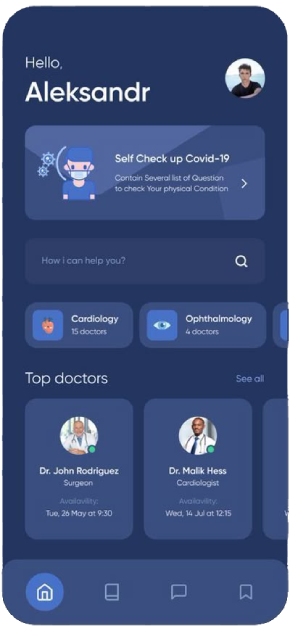 Hello,
Aleksandr
Self Check up Covid-19
Contain Several list of Question
to check Your physical Condition
How i can help you?
Cardiology
15 doctors
Ophthalmology
4 doctors
Top doctors
See all
Dr. John Rodriguez
Surgeon
Availavility:
Tue, 26 May at 9:30
Dr. Malik Hess
Cardiologist
Availavility:
Wed, 14 Jul at 12:15